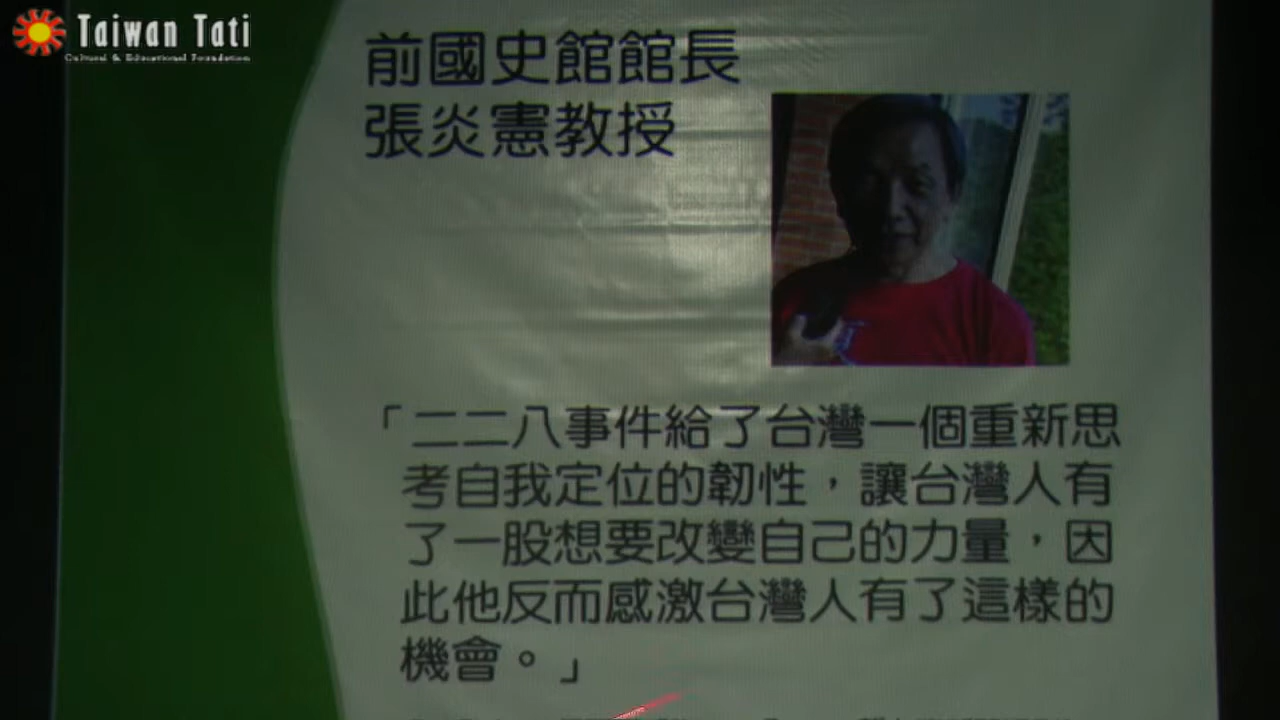 Taiwan Tati
Cultural & Educational Foundation
前國史館館長
張炎憲教授
「二二八事件給了台灣一個重新思
考自我定位的韌性，讓台灣人有
了一股想要改變自己的力量，因
此他反而感激台灣人有了這樣的
機會。」